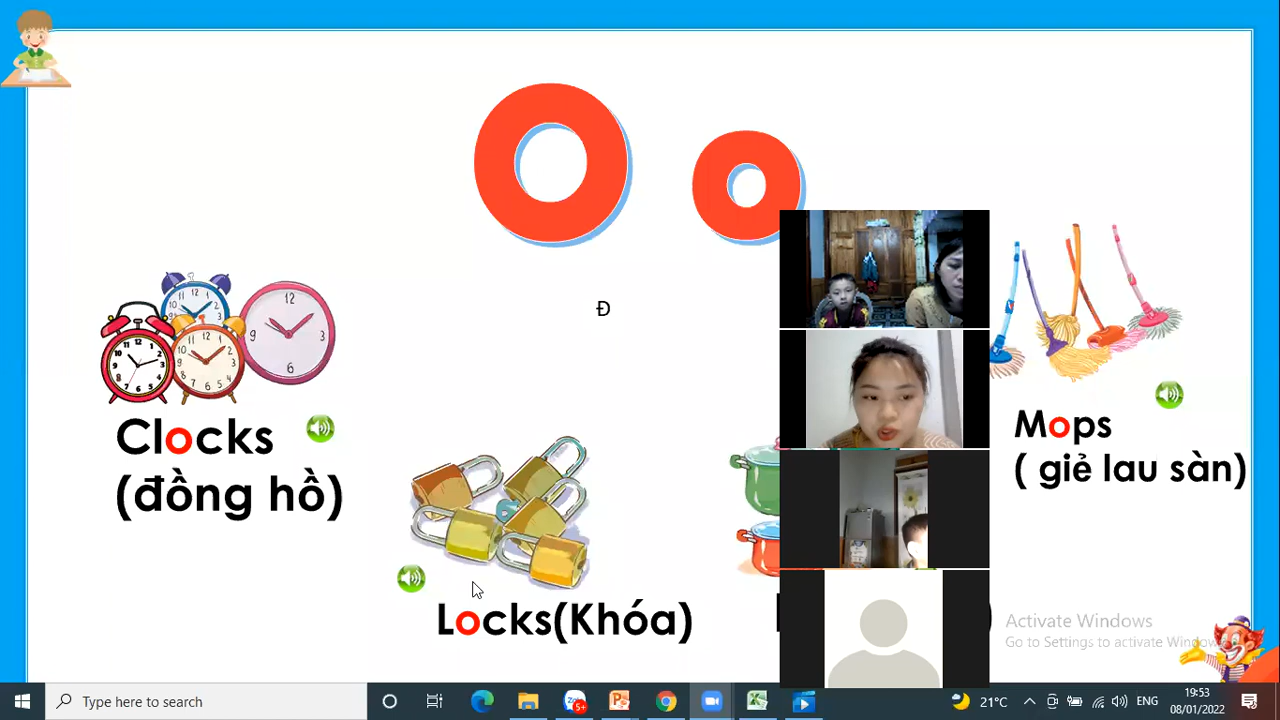 O o
Đ
Clocks
(đồng hồ)
Locks(Khóa)
Mops
( giẻ lau sàn)
Activate Windows
Go to Settings to activate Windows.
Type here to search
5+
21°C
ENG
19:53
08/01/2022